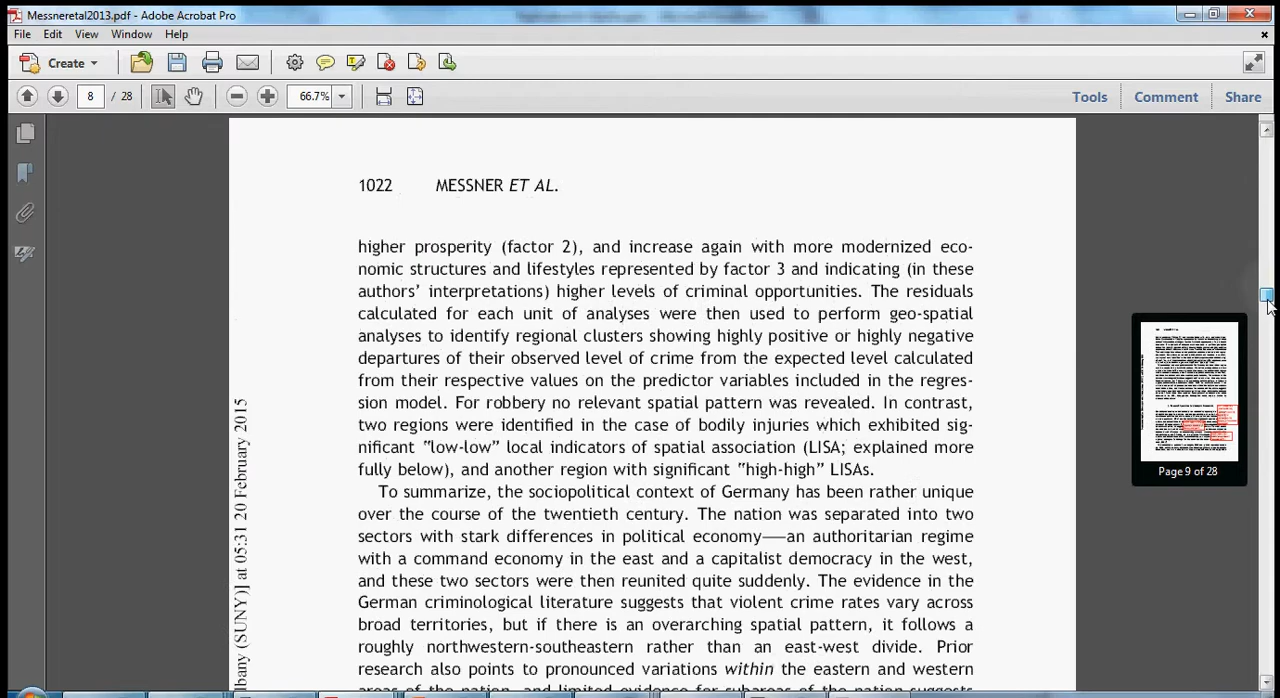 Messneretal2013.pdf - Adobe Acrobat Pro
File Edit View Window Help
Create
8 / 28 66.7% Tools Comment Share
1022 MESSNER ET AL.
higher prosperity (factor 2), and increase again with more modernized eco-
nomic structures and lifestyles represented by factor 3 and indicating (in these
authors’ interpretations) higher levels of criminal opportunities. The residuals
calculated for each unit of analyses were then used to perform geo-spatial
analyses to identify regional clusters showing highly positive or highly negative
departures of their observed level of crime from the expected level calculated
from their respective values on the predictor variables included in the regres-
sion model. For robbery no relevant spatial pattern was revealed. In contrast,
two regions were identified in the case of bodily injuries which exhibited sig-
nificant “low-low” local indicators of spatial association (LISA; explained more
fully below), and another region with significant “high-high” LISAs.
To summarize, the sociopolitical context of Germany has been rather unique
over the course of the twentieth century. The nation was separated into two
sectors with stark differences in political economy—an authoritarian regime
with a command economy in the east and a capitalist democracy in the west,
and these two sectors were then reunited quite suddenly. The evidence in the
German criminological literature suggests that violent crime rates vary across
broad territories, but if there is an overarching spatial pattern, it follows a
roughly northwestern-southeastern rather than an east-west divide. Prior
research also points to pronounced variations within the eastern and western
areas of the nation, and limited evidence for subareas of the nation suggests
lbany (SUNY)] at 05:31 20 February 2015
Page 9 of 28